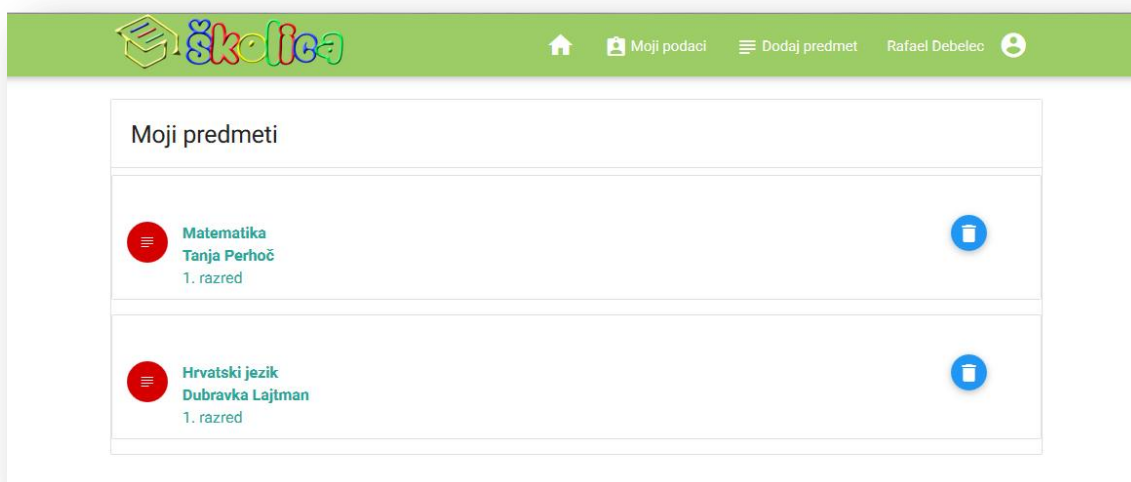 školica
Moji podaci
Dodaj predmet
Rafael Debelec
Moji predmeti
Matematika
Tanja Perhoč
1. razred
Hrvatski jezik
Dubravka Lajtman
1. razred